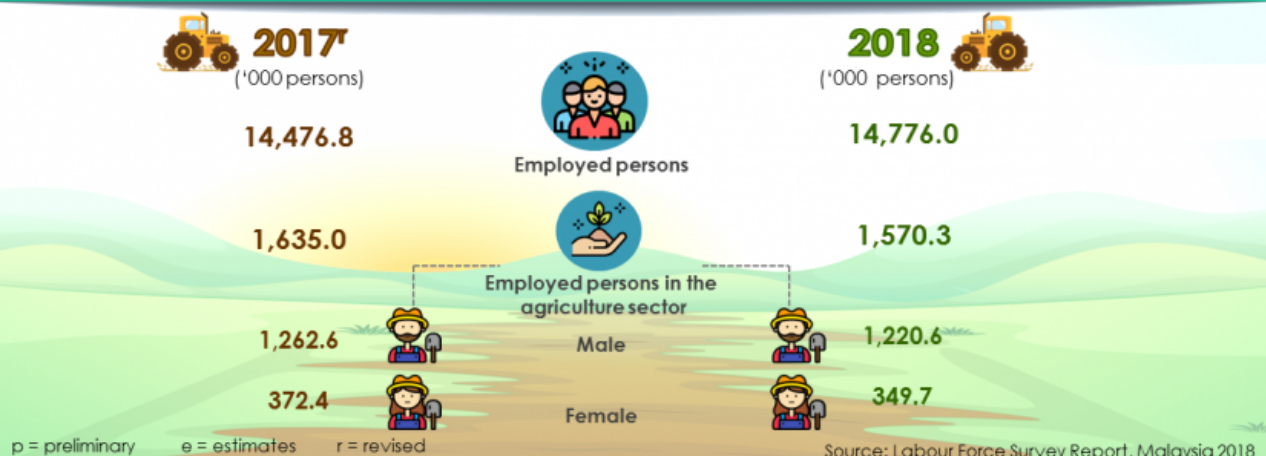 2017ʳ
('000 persons)
2018
('000 persons)
14,476.8
Employed persons
14,776.0
1,635.0
Employed persons in the
agriculture sector
1,570.3
1,262.6
Male
1,220.6
372.4
Female
349.7
p = preliminary e = estimates r = revised
Source: Labour Force Survey Report, Malaysia 2018